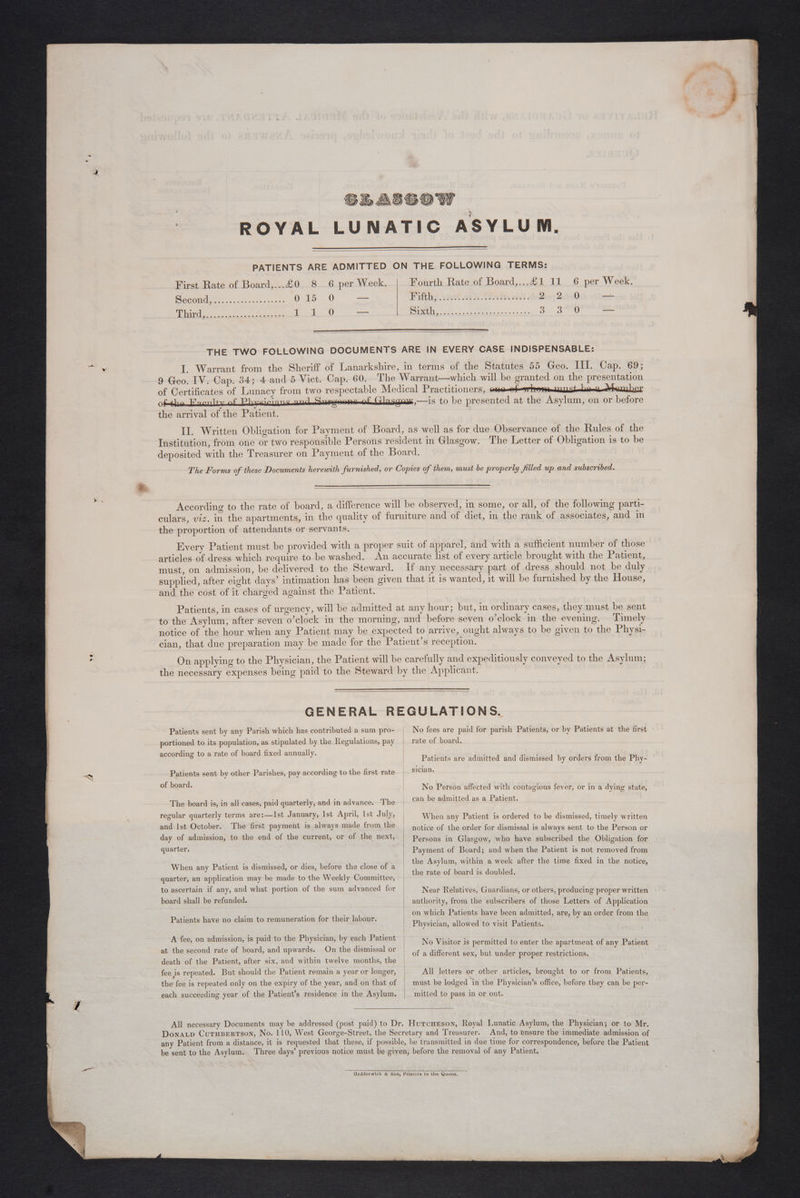 GLASGOW
ROYAL LUNATIC ASYLUM.
PATIENTS ARE ADMITTED ON THE FOLLOWING TERMS:
First Rate of Board,...£0 8 6 per Week.
Second,..................... 0 15 0 —
Third,....................... 1 1 0 —
Fourth Rate of Board,...£1 11 6 per Week.
Fifth,......................... 2 2 0 —
Sixth,......................... 3 3 0 —
THE TWO FOLLOWING DOCUMENTS ARE IN EVERY CASE INDISPENSABLE:
I. Warrant from the Sheriff of Lanarkshire, in terms of the Statutes 55 Geo. III. Cap. 69;
9 Geo. IV. Cap. 34; 4 and 5 Vict. Cap. 60. The Warrant—which will be granted on the presentation
of Certificates of Lunacy from two respectable Medical Practitioners, one of whom must be a Member
of the Faculty of Physicians and Surgeons of Glasgow,—is to be presented at the Asylum, on or before
the arrival of the Patient.
II. Written Obligation for Payment of Board, as well as for due Observance of the Rules of the
Institution, from one or two responsible Persons resident in Glasgow. The Letter of Obligation is to be
deposited with the Treasurer on Payment of the Board.
The Forms of these Documents herewith furnished, or Copies of them, must be properly filled up and subscribed.
According to the rate of board, a difference will be observed, in some, or all, of the following parti-
culars, viz. in the apartments, in the quality of furniture and of diet, in the rank of associates, and in
the proportion of attendants or servants.
Every Patient must be provided with a proper suit of apparel, and with a sufficient number of those
articles of dress which require to be washed. An accurate list of every article brought with the Patient,
must, on admission, be delivered to the Steward. If any necessary part of dress should not be duly
supplied, after eight days' intimation has been given that it is wanted, it will be furnished by the House,
and the cost of it charged against the Patient.
Patients, in cases of urgency, will be admitted at any hour; but, in ordinary cases, they must be sent
to the Asylum, after seven o'clock in the morning, and before seven o'clock in the evening. Timely
notice of the hour when any Patient may be expected to arrive, ought always to be given to the Physi-
cian, that due preparation may be made for the Patient's reception.
On applying to the Physician, the Patient will be carefully and expeditiously conveyed to the Asylum;
the necessary expenses being paid to the Steward by the Applicant.
GENERAL REGULATIONS.
Patients sent by any Parish which has contributed a sum pro-
portioned to its population, as stipulated by the Regulations, pay
according to a rate of board fixed annually.
Patients sent by other Parishes, pay according to the first rate
of board.
The board is, in all cases, paid quarterly, and in advance. The
regular quarterly terms are:—1st January, 1st April, 1st July,
and 1st October. The first payment is always made from the
day of admission, to the end of the current, or of the next,
quarter.
When any Patient is dismissed, or dies, before the close of a
quarter, an application may be made to the Weekly Committee,
to ascertain if any, and what portion of the sum advanced for
board shall be refunded.
Patients have no claim to remuneration for their labour.
A fee, on admission, is paid to the Physician, by each Patient
at the second rate of board, and upwards. On the dismissal or
death of the Patient, after six, and within twelve months, the
fee is repeated. But should the Patient remain a year or longer,
the fee is repeated only on the expiry of the year, and on that of
each succeeding year of the Patient's residence in the Asylum.
No fees are paid for parish Patients, or by Patients at the first
rate of board.
Patients are admitted and dismissed by orders from the Phy-
sician.
No Person affected with contagious fever, or in a dying state,
can be admitted as a Patient.
When any Patient is ordered to be dismissed, timely written
notice of the order for dismissal is always sent to the Person or
Persons in Glasgow, who have subscribed the Obligation for
Payment of Board; and when the Patient is not removed from
the Asylum, within a week after the time fixed in the notice,
the rate of board is doubled.
Near Relatives, Guardians, or others, producing proper written
authority, from the subscribers of those Letters of Application
on which Patients have been admitted, are, by an order from the
Physician, allowed to visit Patients.
No Visitor is permitted to enter the apartment of any Patient
of a different sex, but under proper restrictions.
All letters or other articles, brought to or from Patients,
must be lodged in the Physician's office, before they can be per-
mitted to pass in or out.
All necessary Documents may be addressed (post paid) to Dr. HUTCHESON, Royal Lunatic Asylum, the Physician; or to Mr.
DONALD CUTHBERTSON, No. 110, West George-Street, the Secretary and Treasurer. And, to ensure the immediate admission of
any Patient from a distance, it is requested that these, if possible, be transmitted in due time for correspondence, before the Patient
be sent to the Asylum. Three days' previous notice must be given, before the removal of any Patient.
Hedderwick & Son, Printers to the Queen.